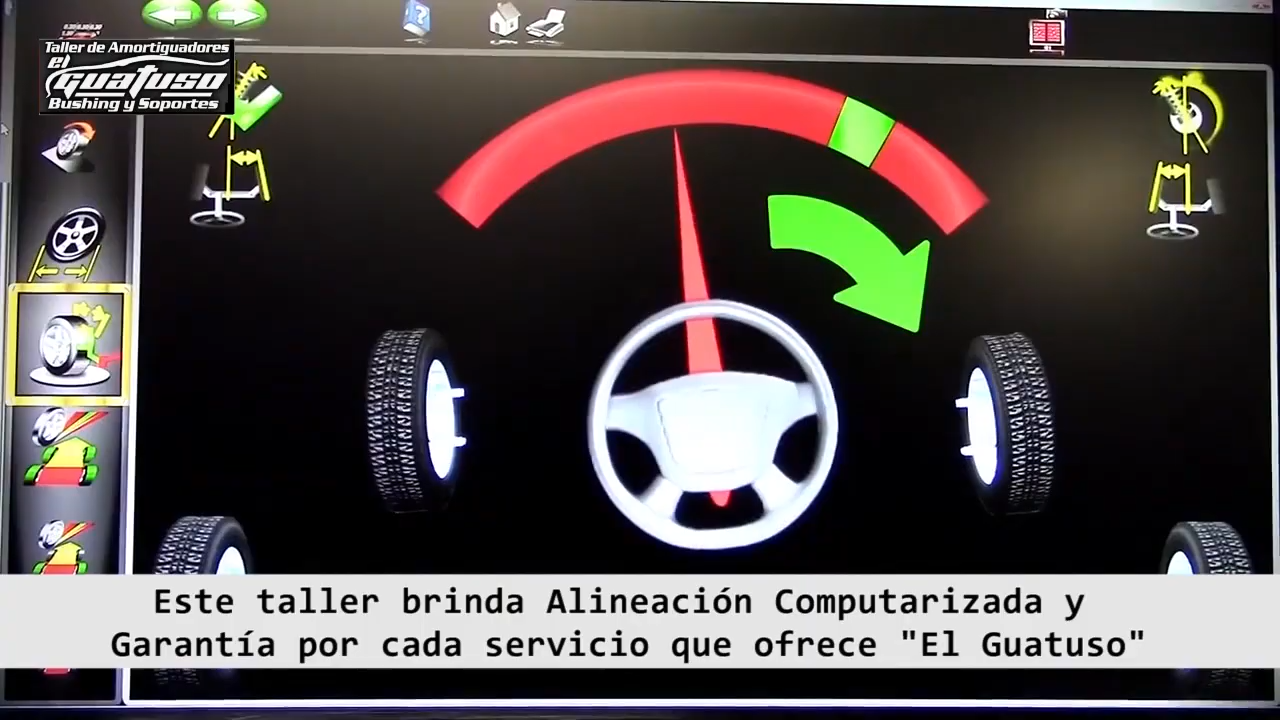 Taller de Amortiguadores
el
Guatuso
Bushing y Soportes
?
Este taller brinda Alineación Computarizada y
Garantía por cada servicio que ofrece "El Guatuso"